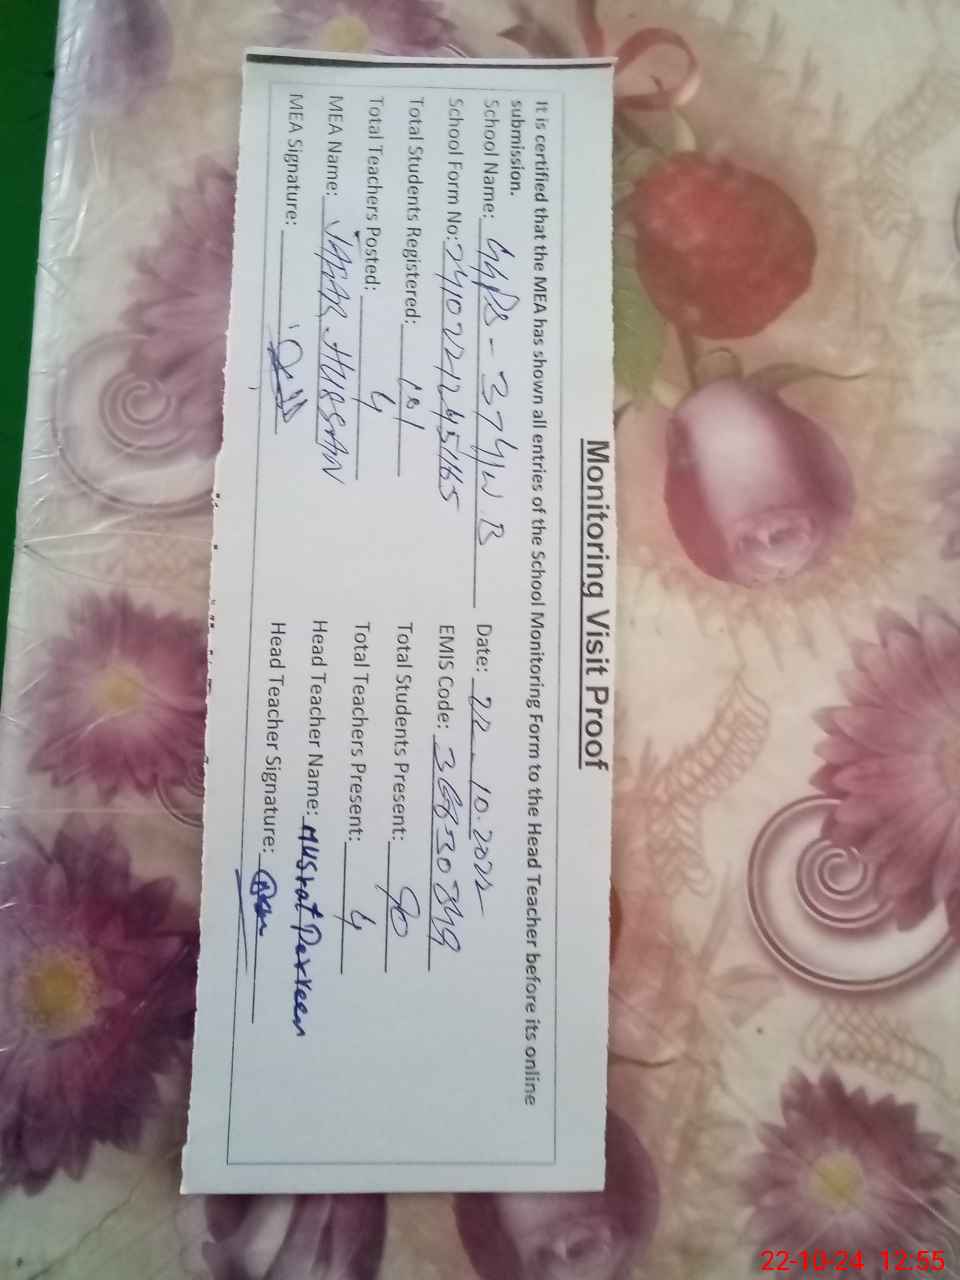 Monitoring Visit Proof
It is certified that the MEA has shown all entries of the School Monitoring Form to the Head Teacher before its online
submission.
School Name: GGPS - 374/W.B Date: 22-10-2024
School Form No: EMIS Code: 36830849
Total Students Registered: 101 Total Students Present: 90
Total Teachers Posted: 4 Total Teachers Present: 4
MEA Name: JAFAR HUSSAIN Head Teacher Name: Musrat Parveen
MEA Signature: Head Teacher Signature:
22-10-24 12:55